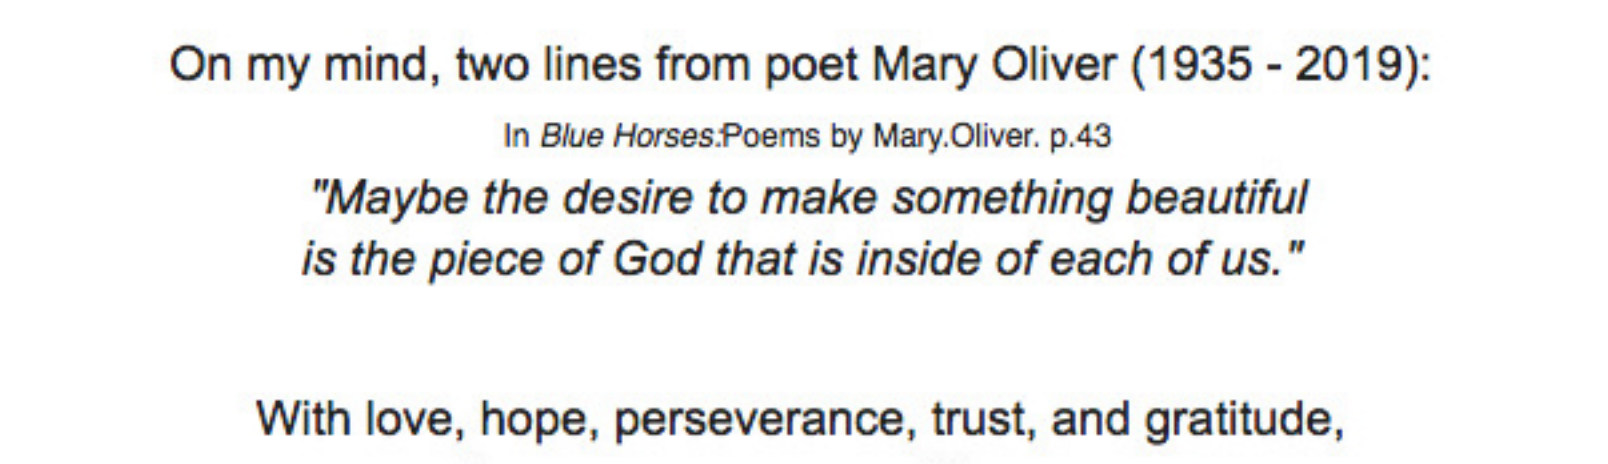 On my mind, two lines from poet Mary Oliver (1935 - 2019):
In Blue Horses:Poems by Mary.Oliver. p.43
"Maybe the desire to make something beautiful
is the piece of God that is inside of each of us."
With love, hope, perseverance, trust, and gratitude,